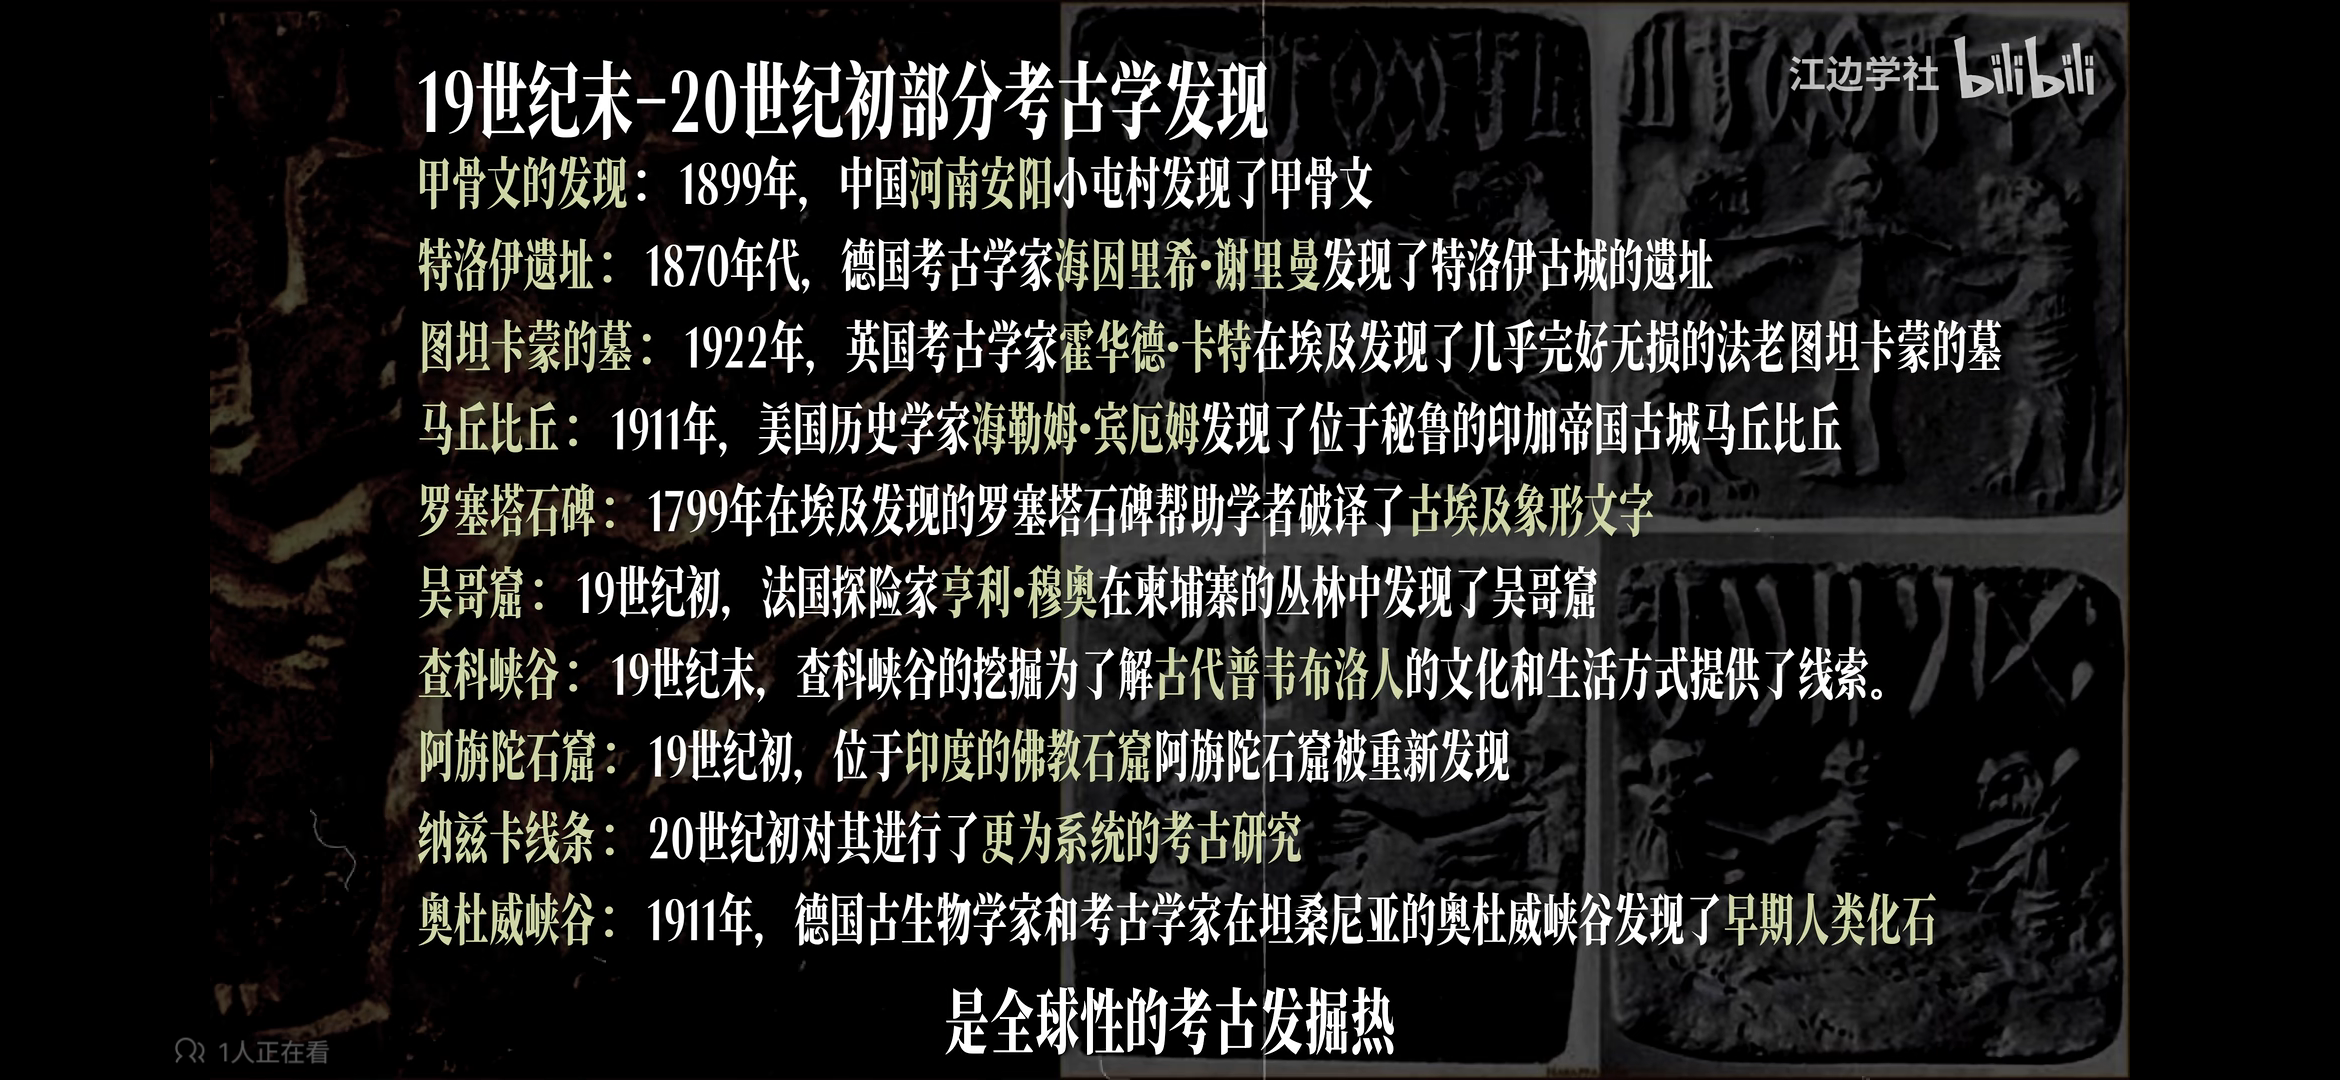 江边学社 bilibili
19世纪末-20世纪初部分考古学发现
甲骨文的发现：1899年，中国河南安阳小屯村发现了甲骨文
特洛伊遗址：1870年代，德国考古学家海因里希·谢里曼发现了特洛伊古城的遗址
图坦卡蒙的墓：1922年，英国考古学家霍华德·卡特在埃及发现了几乎完好无损的法老图坦卡蒙的墓
马丘比丘：1911年，美国历史学家海勒姆·宾厄姆发现了位于秘鲁的印加帝国古城马丘比丘
罗塞塔石碑：1799年在埃及发现的罗塞塔石碑帮助学者破译了古埃及象形文字
吴哥窟：19世纪初，法国探险家亨利·穆奥在柬埔寨的丛林中发现了吴哥窟
查科峡谷：19世纪末，查科峡谷的挖掘为了解古代普韦布洛人的文化和生活方式提供了线索。
阿旃陀石窟：19世纪初，位于印度的佛教石窟阿旃陀石窟被重新发现
纳兹卡线条：20世纪初对其进行了更为系统的考古研究
奥杜威峡谷：1911年，德国古生物学家和考古学家在坦桑尼亚的奥杜威峡谷发现了早期人类化石
是全球性的考古发掘热
1人正在看